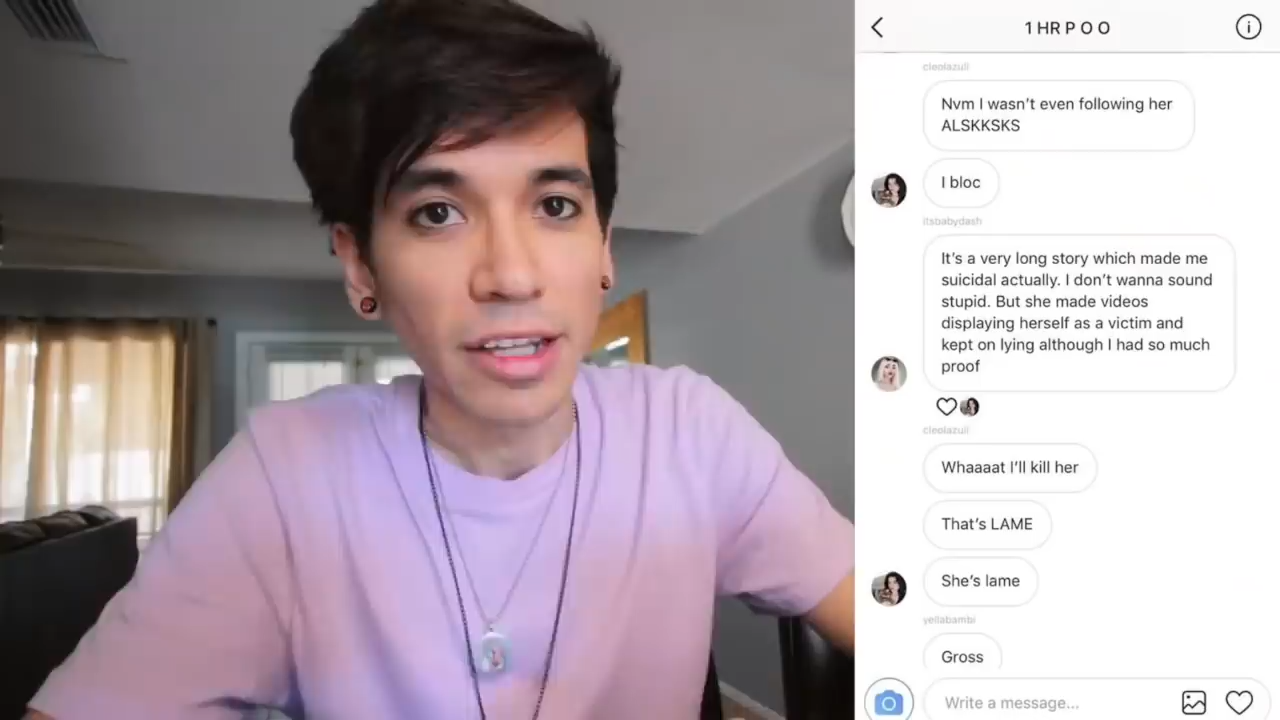 1 HR P O O
cleolazuli
Nvm I wasn't even following her
ALSKKSKS
I bloc
itsbabydash
It's a very long story which made me
suicidal actually. I don't wanna sound
stupid. But she made videos
displaying herself as a victim and
kept on lying although I had so much
proof
cleolazuli
Whaaaat I'll kill her
That's LAME
She's lame
yellabambi
Gross
Write a message...